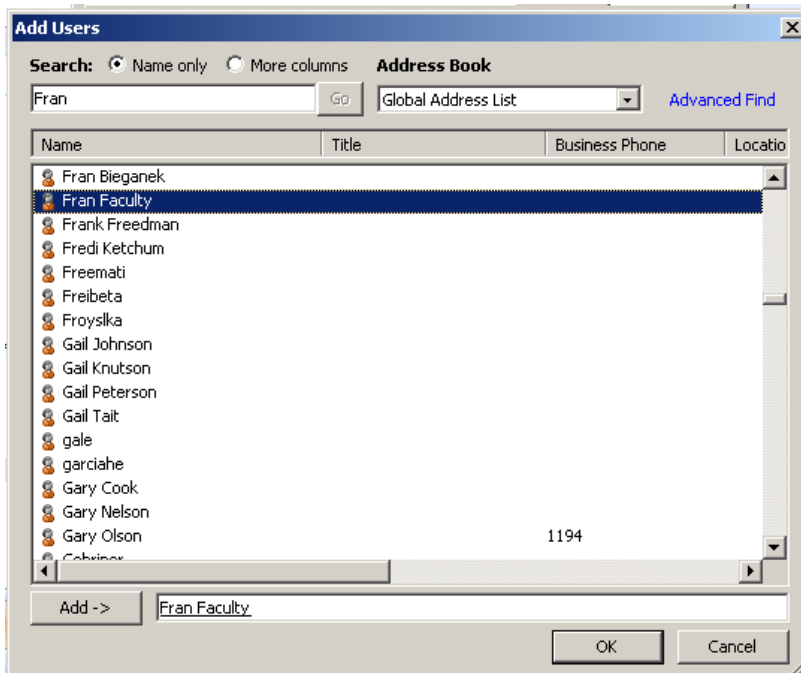 Add Users
Search: Name only More columns Address Book
Fran Go Global Address List Advanced Find
Name Title Business Phone Locatio
Fran Bieganek
Fran Faculty
Frank Freedman
Fredi Ketchum
Freemati
Freibeta
Froyslka
Gail Johnson
Gail Knutson
Gail Peterson
Gail Tait
gale
garciahe
Gary Cook
Gary Nelson
Gary Olson 1194
Add -> Fran Faculty
OK Cancel